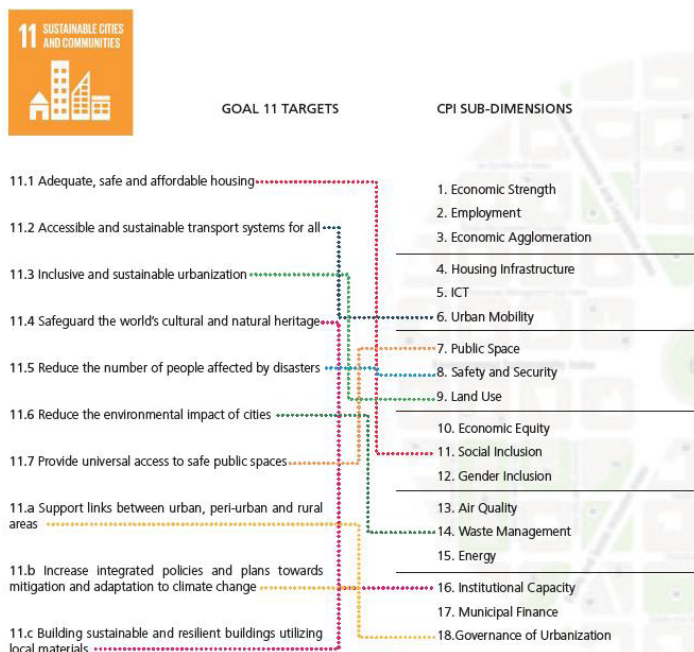 11 SUSTAINABLE CITIES
AND COMMUNITIES
GOAL 11 TARGETS
CPI SUB-DIMENSIONS
11.1 Adequate, safe and affordable housing
11.2 Accessible and sustainable transport systems for all
11.3 Inclusive and sustainable urbanization
11.4 Safeguard the world's cultural and natural heritage
11.5 Reduce the number of people affected by disasters
11.6 Reduce the environmental impact of cities
11.7 Provide universal access to safe public spaces
11.a Support links between urban, peri-urban and rural
areas
11.b Increase integrated policies and plans towards
mitigation and adaptation to climate change
11.c Building sustainable and resilient buildings utilizing
local materials
1. Economic Strength
2. Employment
3. Economic Agglomeration
4. Housing Infrastructure
5. ICT
6. Urban Mobility
7. Public Space
8. Safety and Security
9. Land Use
10. Economic Equity
11. Social Inclusion
12. Gender Inclusion
13. Air Quality
14. Waste Management
15. Energy
16. Institutional Capacity
17. Municipal Finance
18.Governance of Urbanization